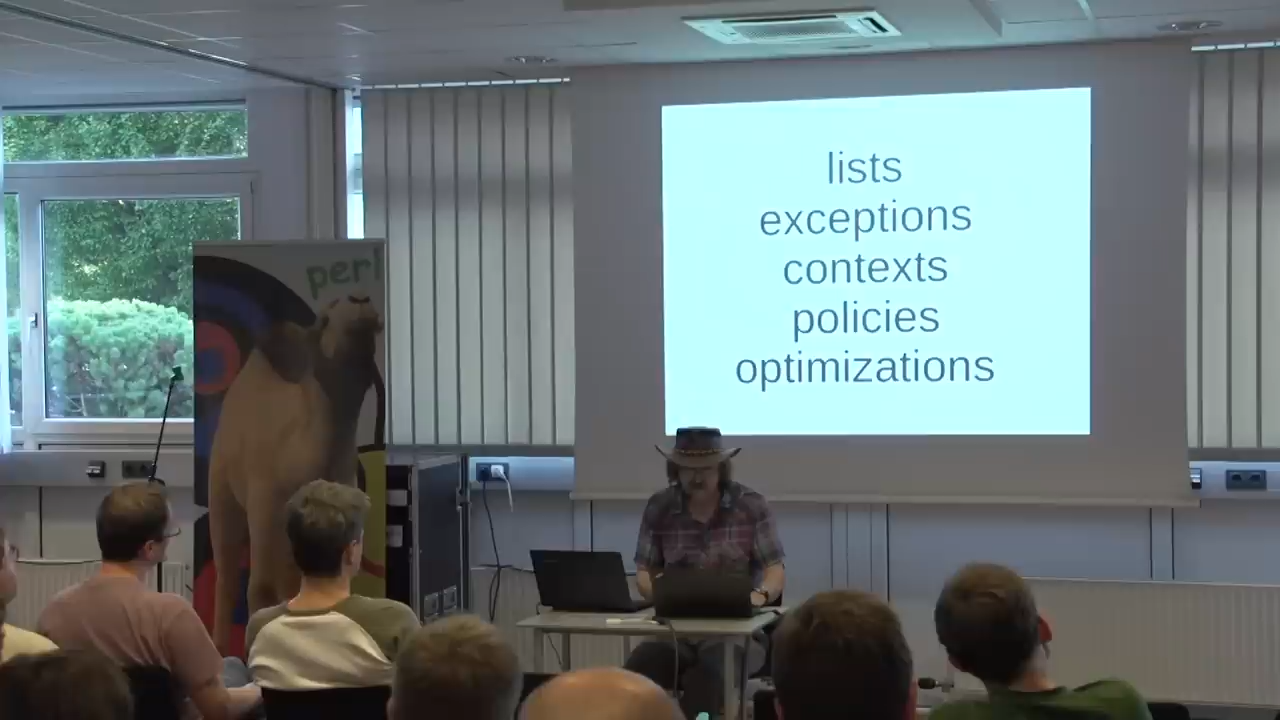 perl
lists
exceptions
contexts
policies
optimizations